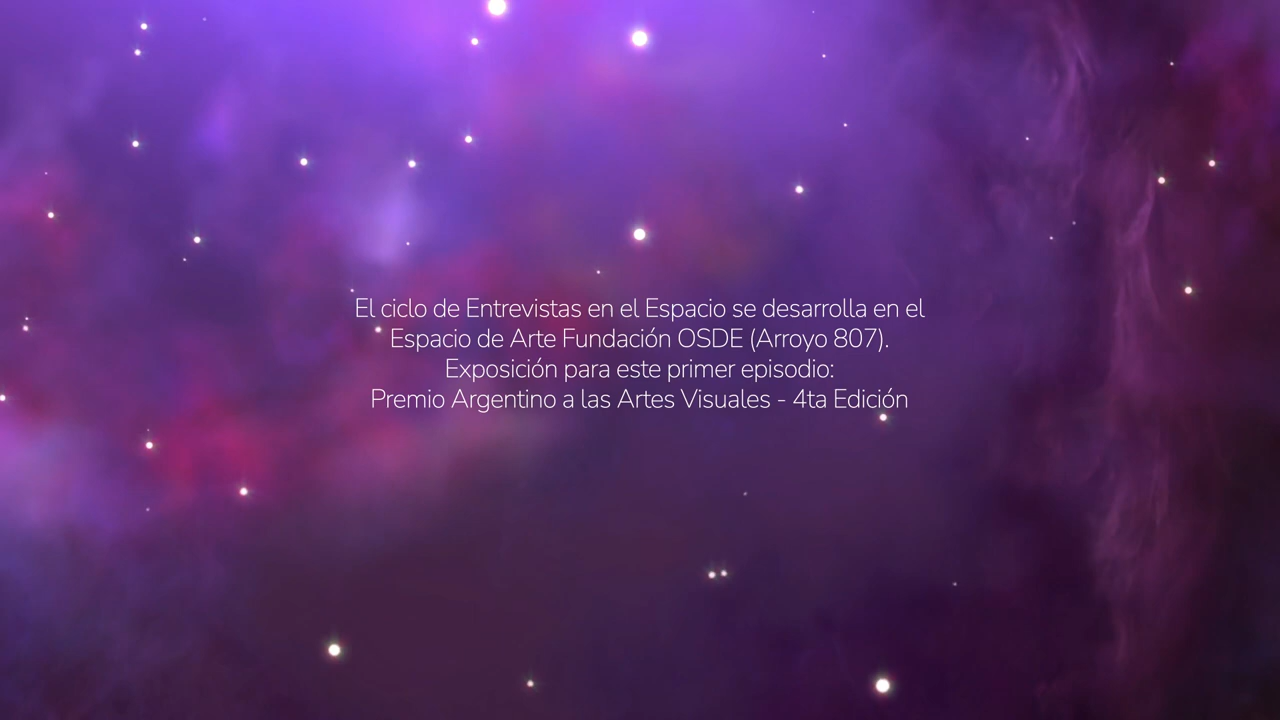 El ciclo de Entrevistas en el Espacio se desarrolla en el
Espacio de Arte Fundación OSDE (Arroyo 807).
Exposición para este primer episodio:
Premio Argentino a las Artes Visuales - 4ta Edición